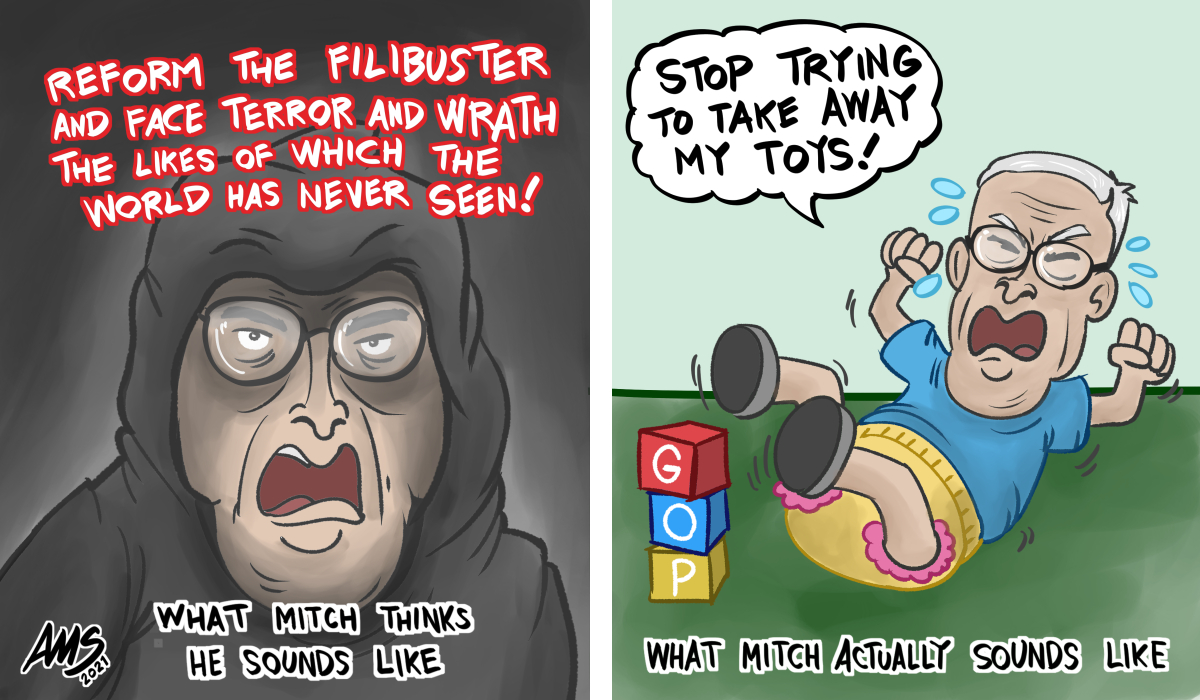 REFORM THE FILIBUSTER
AND FACE TERROR AND WRATH
THE LIKES OF WHICH THE
WORLD HAS NEVER SEEN!
WHAT MITCH THINKS
HE SOUNDS LIKE
AMS
2021
STOP TRYING
TO TAKE AWAY
MY TOYS!
G
O
P
WHAT MITCH ACTUALLY SOUNDS LIKE